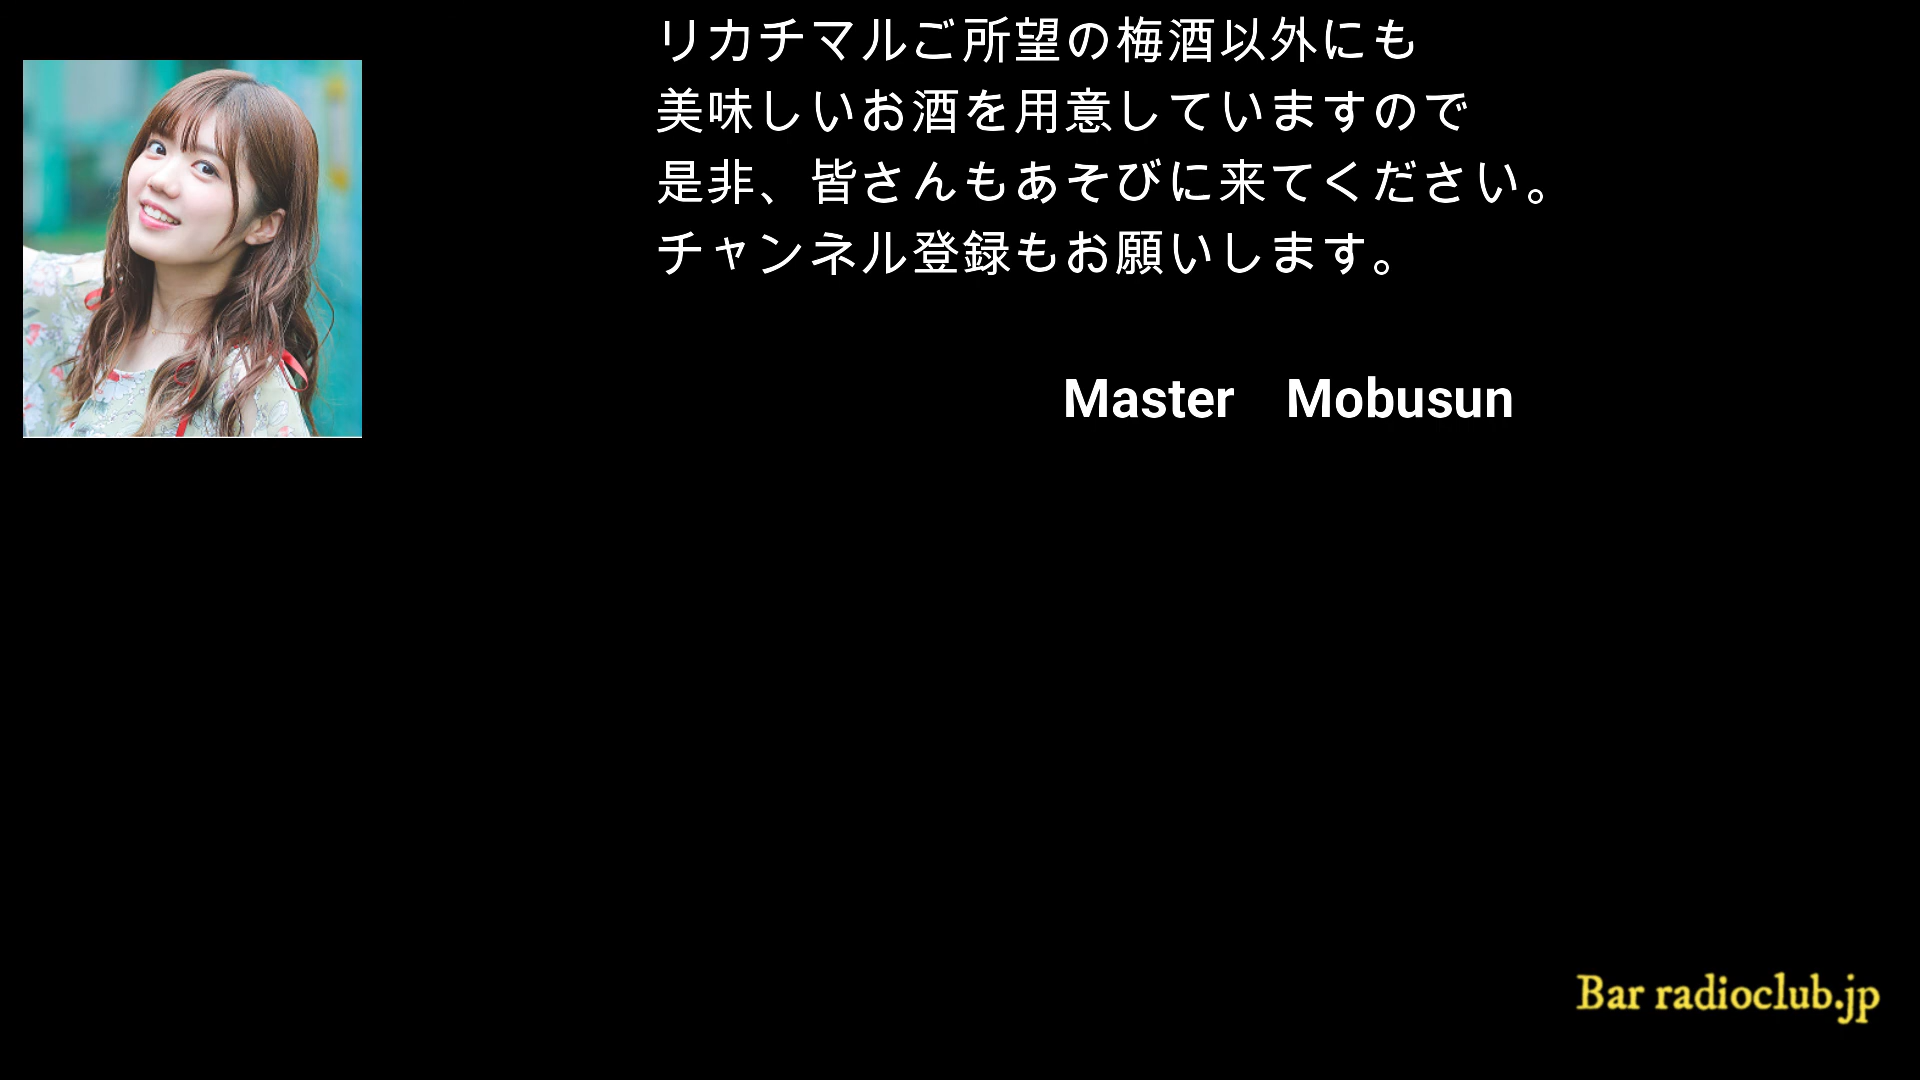 リカチマルご所望の梅酒以外にも
美味しいお酒を用意していますので
是非、皆さんもあそびに来てください。
チャンネル登録もお願いします。
Master　Mobusun
Bar radioclub.jp